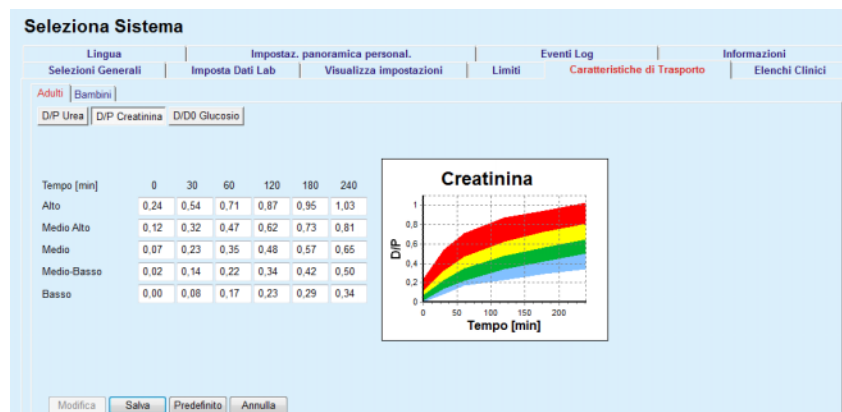 Seleziona Sistema
Lingua Impostaz. panoramica personal. Eventi Log Informazioni
Selezioni Generali Imposta Dati Lab Visualizza impostazioni Limiti Caratteristiche di Trasporto Elenchi Clinici
Adulti Bambini
D/P Urea D/P Creatinina D/D0 Glucosio
Tempo [min] 0 30 60 120 180 240
Alto 0,24 0,54 0,71 0,87 0,95 1,03
Medio Alto 0,12 0,32 0,47 0,62 0,73 0,81
Medio 0,07 0,23 0,35 0,48 0,57 0,65
Medio-Basso 0,02 0,14 0,22 0,34 0,42 0,50
Basso 0,00 0,08 0,17 0,23 0,29 0,34
Creatinina
D/P
1
0,8
0,6
0,4
0,2
0
0 50 100 150 200
Tempo [min]
Modifica Salva Predefinito Annulla